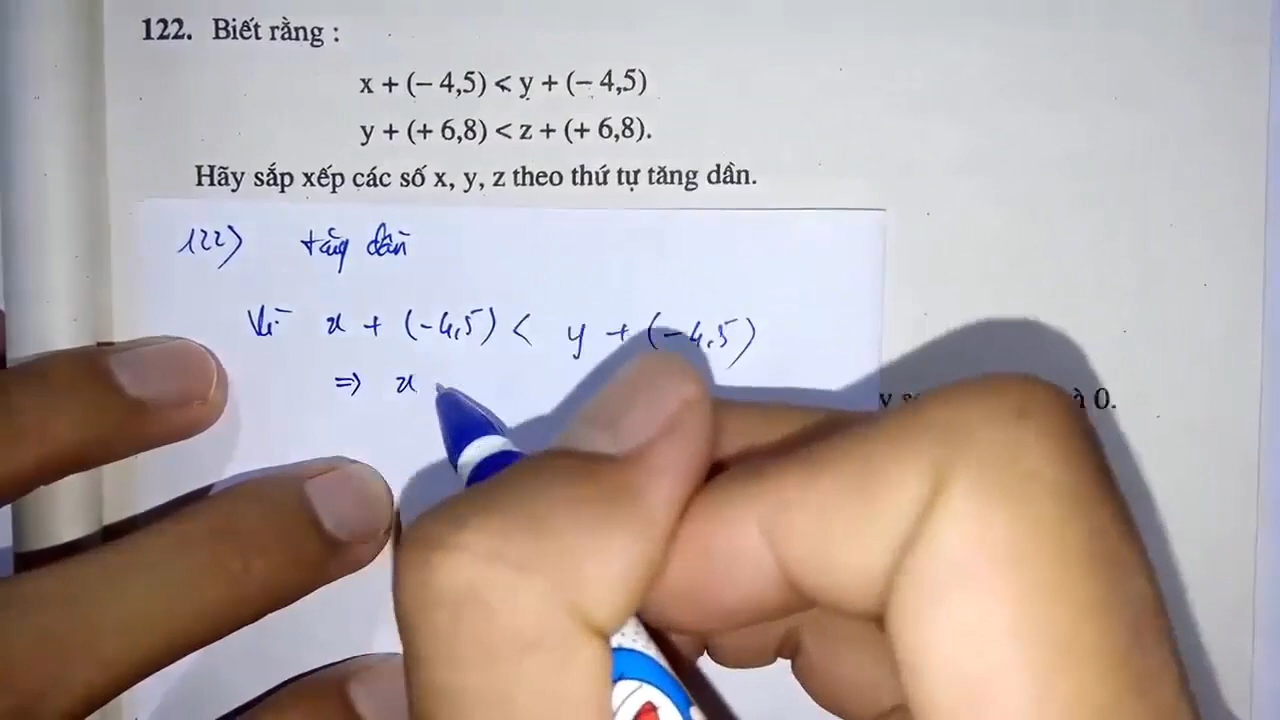 122. Biết rằng :
x + (– 4,5) < y + (– 4,5)
y + (+ 6,8) < z + (+ 6,8).
Hãy sắp xếp các số x, y, z theo thứ tự tăng dần.
122) tăng dần
Vì x + (-4,5) < y + (-4,5)
=> x
0.